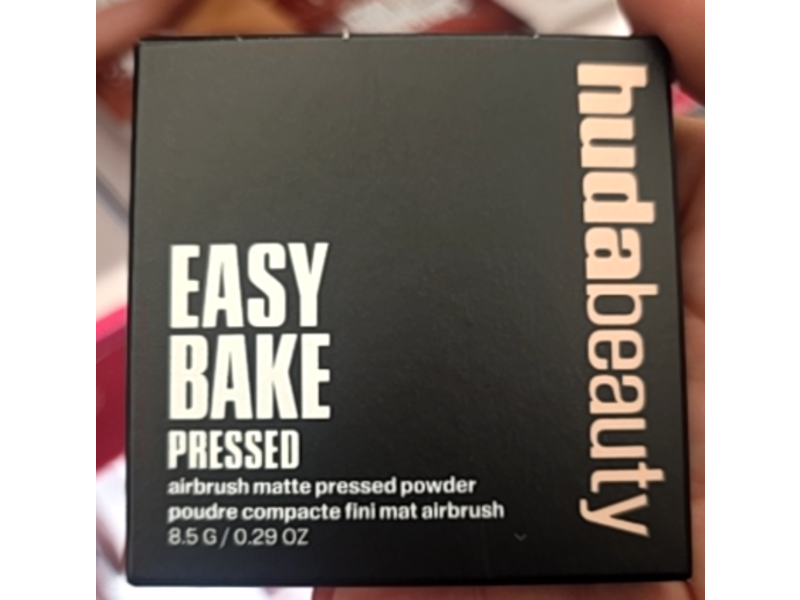 EASY
BAKE
PRESSED
airbrush matte pressed powder
poudre compacte fini mat airbrush
8.5 G / 0.29 OZ
hudabeauty